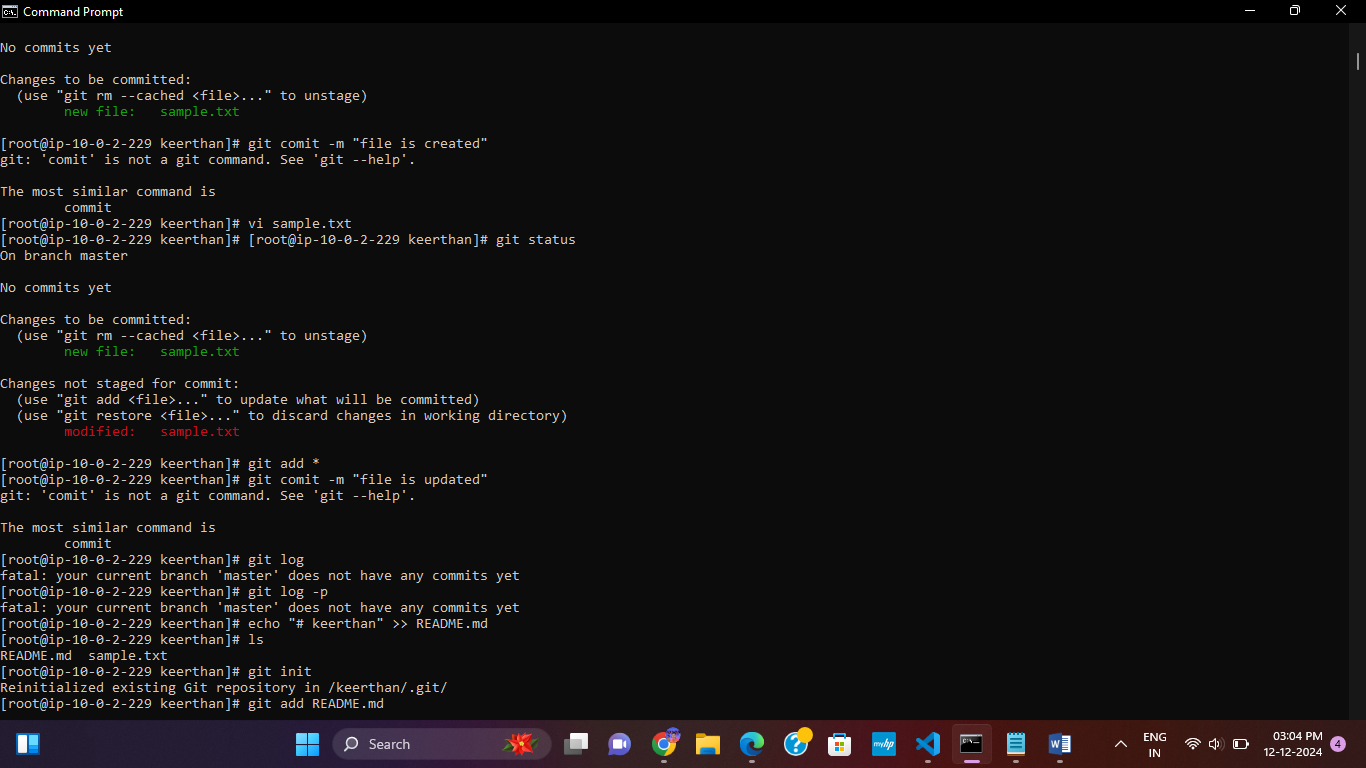 Command Prompt
No commits yet
Changes to be committed:
(use "git rm --cached <file>..." to unstage)
new file:   sample.txt
[root@ip-10-0-2-229 keerthan]# git comit -m "file is created"
git: 'comit' is not a git command. See 'git --help'.
The most similar command is
commit
[root@ip-10-0-2-229 keerthan]# vi sample.txt
[root@ip-10-0-2-229 keerthan]# [root@ip-10-0-2-229 keerthan]# git status
On branch master
No commits yet
Changes to be committed:
(use "git rm --cached <file>..." to unstage)
new file:   sample.txt
Changes not staged for commit:
(use "git add <file>..." to update what will be committed)
(use "git restore <file>..." to discard changes in working directory)
modified:   sample.txt
[root@ip-10-0-2-229 keerthan]# git add *
[root@ip-10-0-2-229 keerthan]# git comit -m "file is updated"
git: 'comit' is not a git command. See 'git --help'.
The most similar command is
commit
[root@ip-10-0-2-229 keerthan]# git log
fatal: your current branch 'master' does not have any commits yet
[root@ip-10-0-2-229 keerthan]# git log -p
fatal: your current branch 'master' does not have any commits yet
[root@ip-10-0-2-229 keerthan]# echo "# keerthan" >> README.md
[root@ip-10-0-2-229 keerthan]# ls
README.md  sample.txt
[root@ip-10-0-2-229 keerthan]# git init
Reinitialized existing Git repository in /keerthan/.git/
[root@ip-10-0-2-229 keerthan]# git add README.md
Search
myhp
ENG
IN
03:04 PM
12-12-2024
4